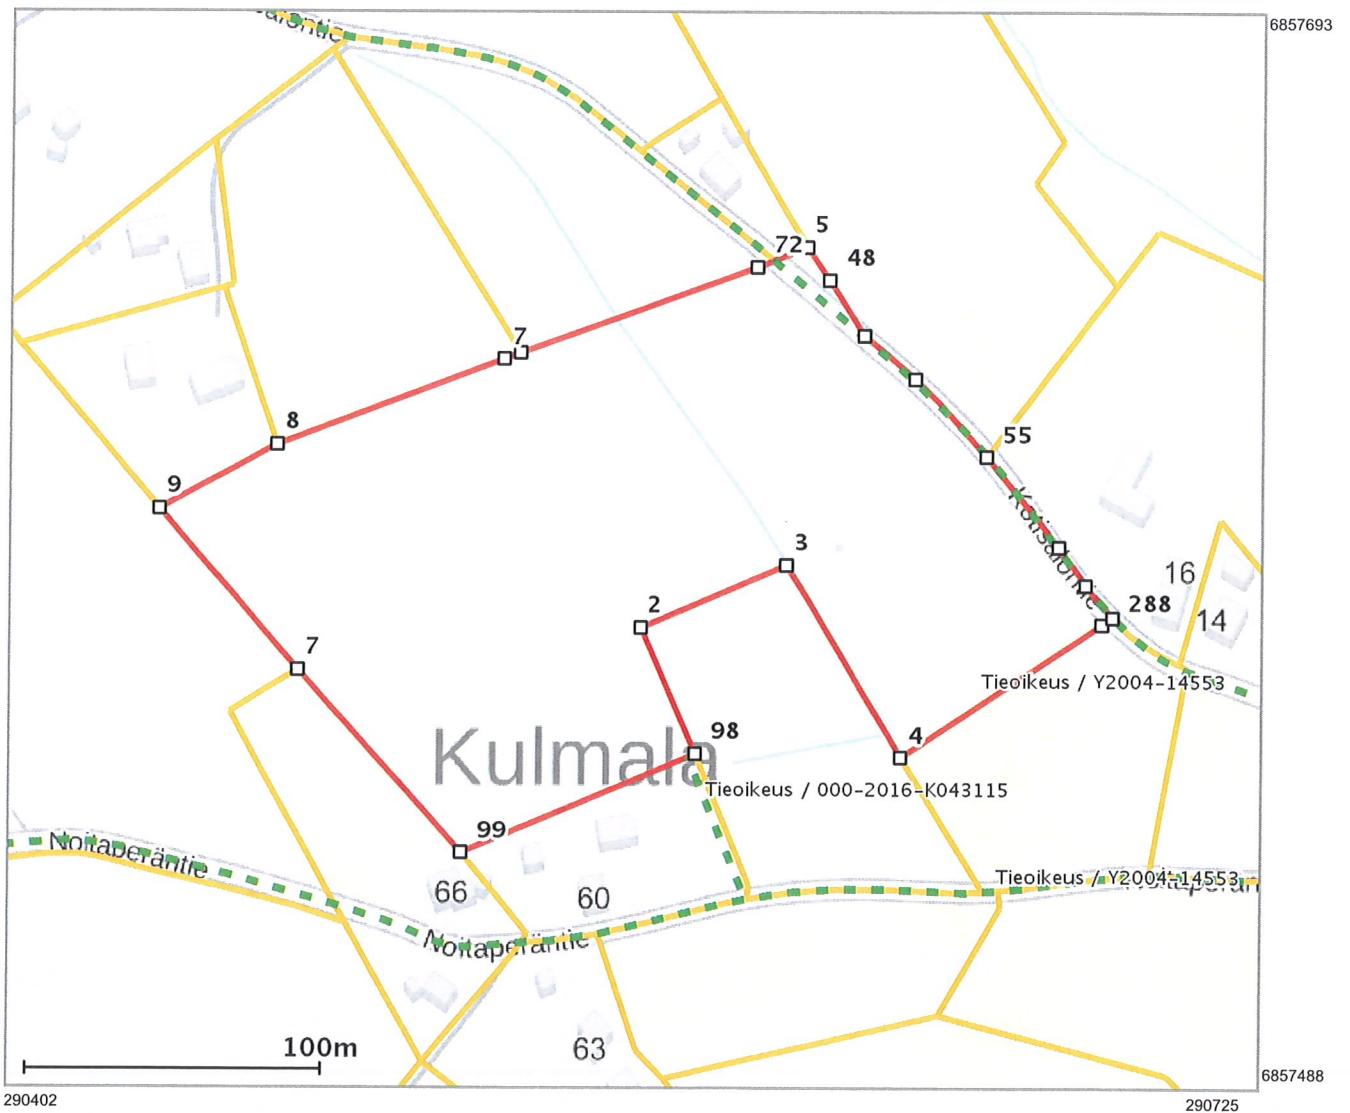 6857693
5
72
48
7
8
55
9
Kotisalontie
3
16
288
2
14
7
Tieoikeus / Y2004-14553
98
4
Kulmala
Tieoikeus / 000-2016-K043115
99
Noitaperäntie
Tieoikeus / Y2004-14553
66
60
Noitaperäntie
100m
63
6857488
290402
290725